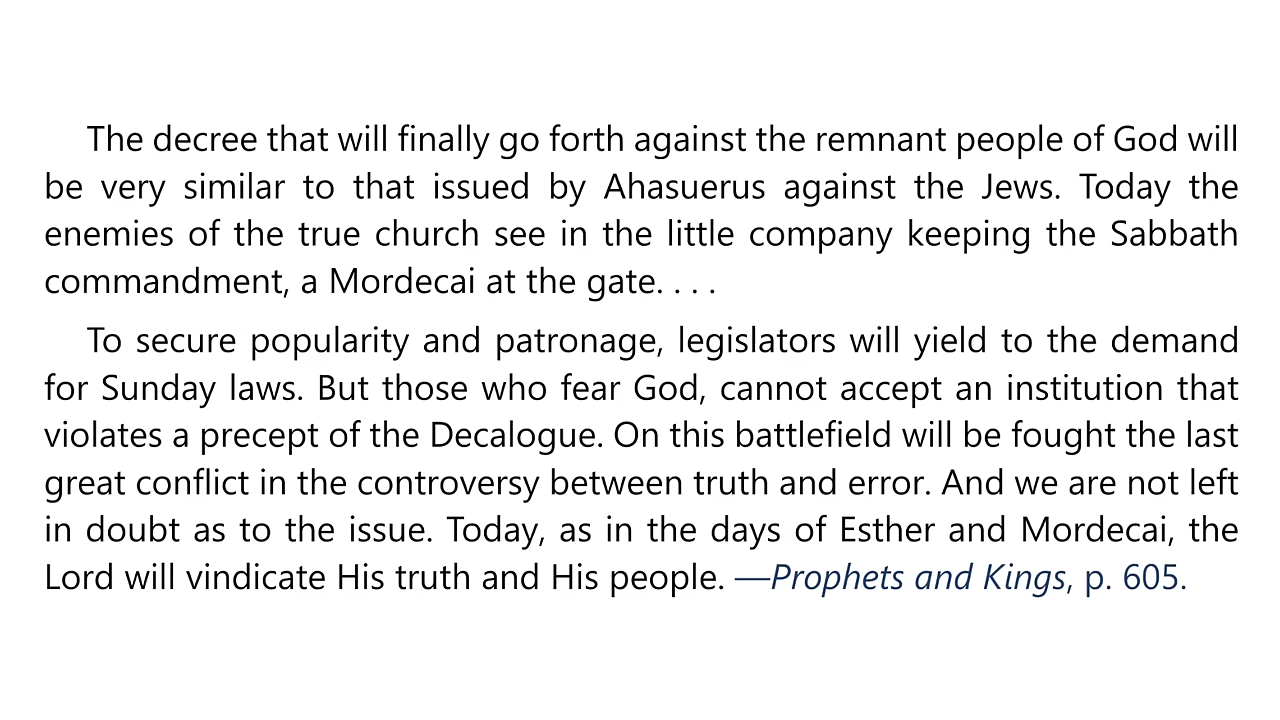 The decree that will finally go forth against the remnant people of God will
be very similar to that issued by Ahasuerus against the Jews. Today the
enemies of the true church see in the little company keeping the Sabbath
commandment, a Mordecai at the gate. . . .
To secure popularity and patronage, legislators will yield to the demand
for Sunday laws. But those who fear God, cannot accept an institution that
violates a precept of the Decalogue. On this battlefield will be fought the last
great conflict in the controversy between truth and error. And we are not left
in doubt as to the issue. Today, as in the days of Esther and Mordecai, the
Lord will vindicate His truth and His people. —Prophets and Kings, p. 605.